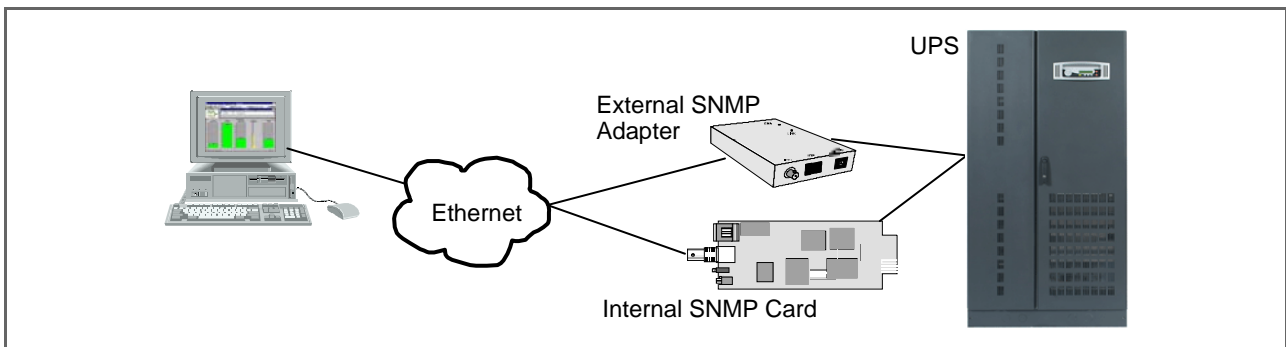 UPS
External SNMP
Adapter
Ethernet
Internal SNMP Card